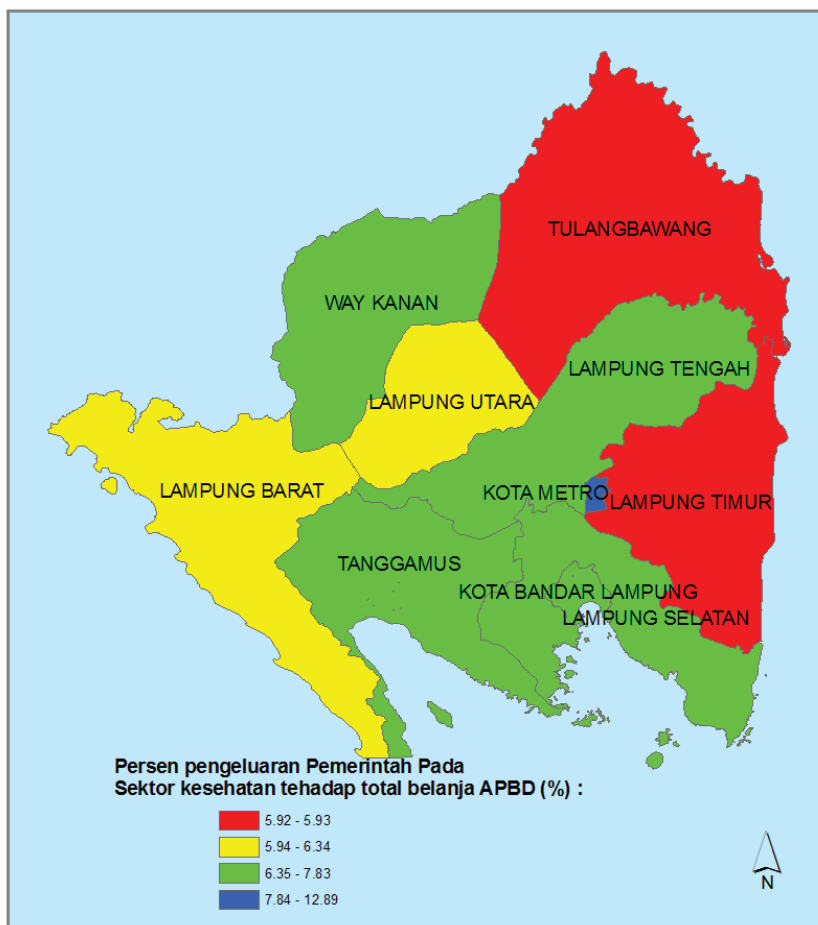 TULANGBAWANG
WAY KANAN
LAMPUNG TENGAH
LAMPUNG UTARA
LAMPUNG BARAT
KOTA METRO
LAMPUNG TIMUR
TANGGAMUS
KOTA BANDAR LAMPUNG
LAMPUNG SELATAN
Persen pengeluaran Pemerintah Pada
Sektor kesehatan tehadap total belanja APBD (%) :
5.92 - 5.93
5.94 - 6.34
6.35 - 7.83
7.84 - 12.89
N